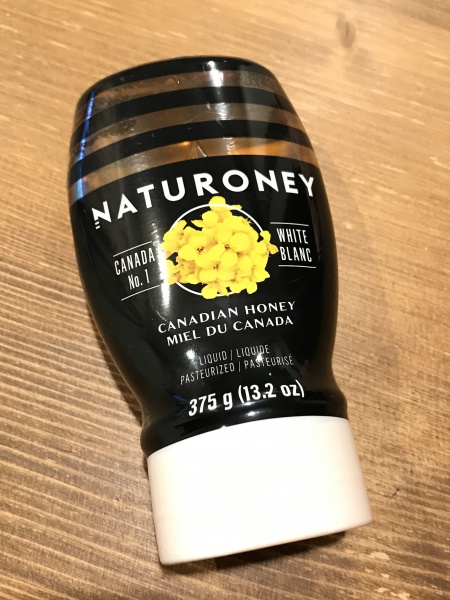 NATURONEY
CANADA
No. 1
WHITE
BLANC
CANADIAN HONEY
MIEL DU CANADA
LIQUID / LIQUIDE
PASTEURIZED / PASTEURISÉ
375 g (13.2 oz)